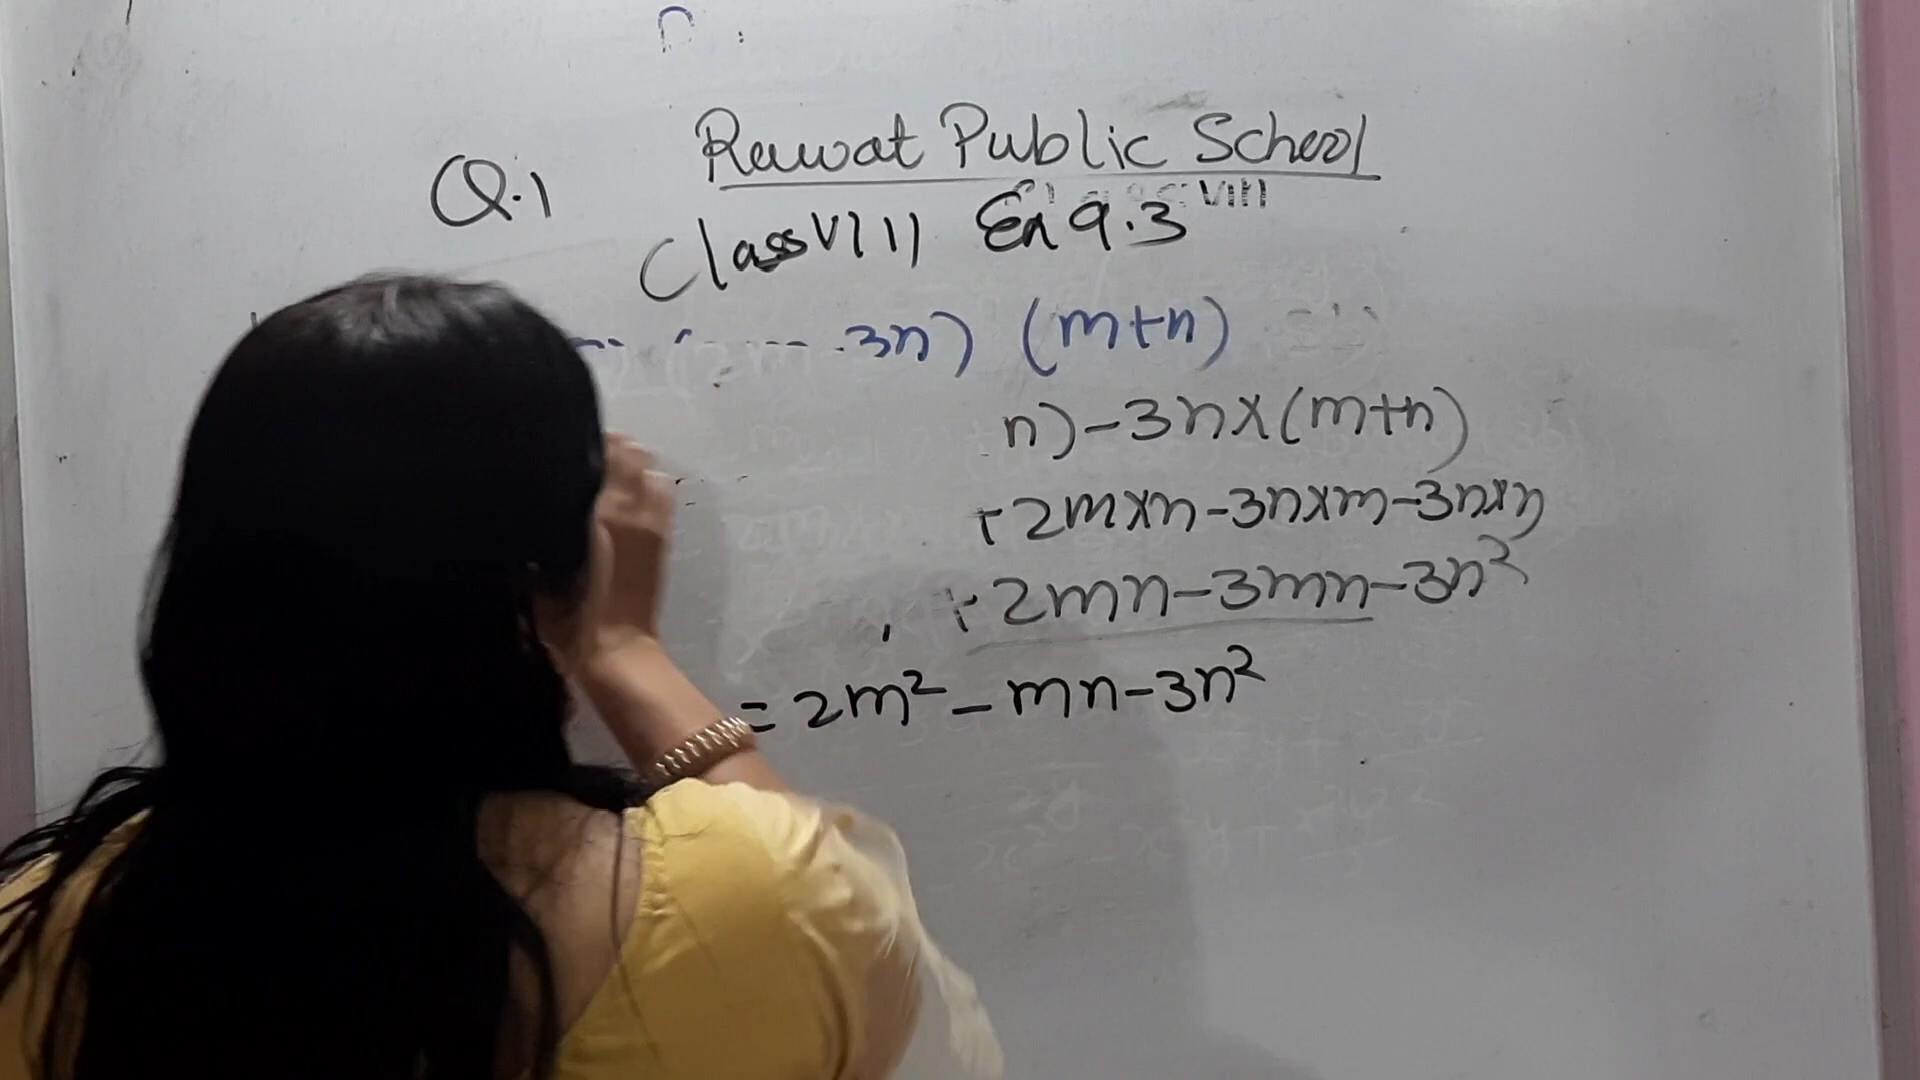 Rawat Public School
Q.1
Class VIII Ex 9.3 VIII
3n) (m+n)
n)-3n×(m+n)
+2m×n-3n×m-3n×n
+2mn-3mn-3n²
=2m²-mn-3n²